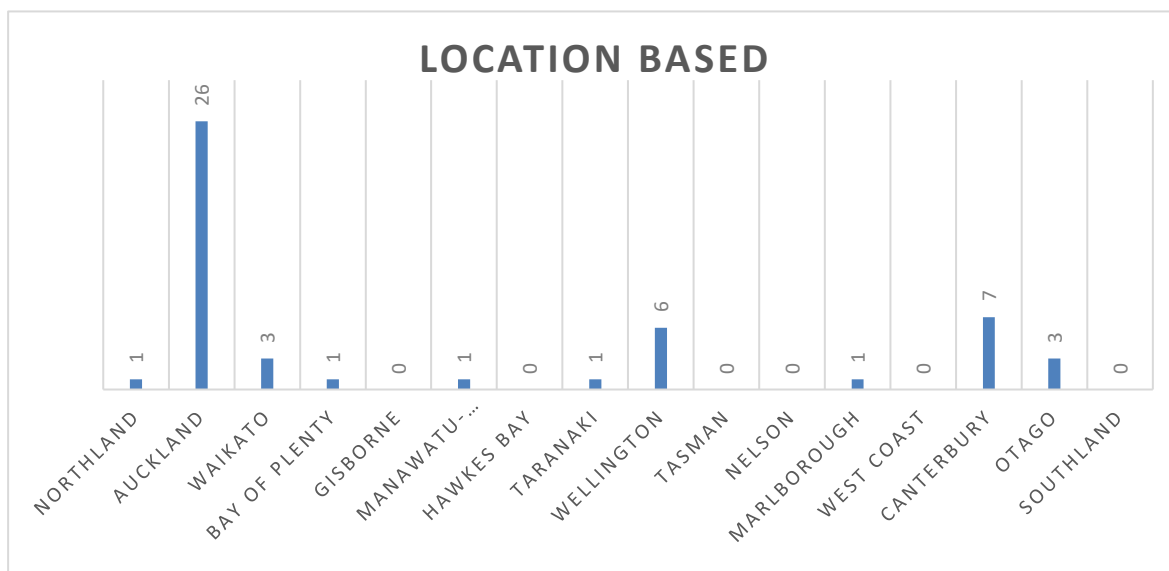 LOCATION BASED
1
26
3
1
0
1
0
1
6
0
0
1
0
7
3
0
NORTHLAND
AUCKLAND
WAIKATO
BAY OF PLENTY
GISBORNE
MANAWATU-...
HAWKES BAY
TARANAKI
WELLINGTON
TASMAN
NELSON
MARLBOROUGH
WEST COAST
CANTERBURY
OTAGO
SOUTHLAND